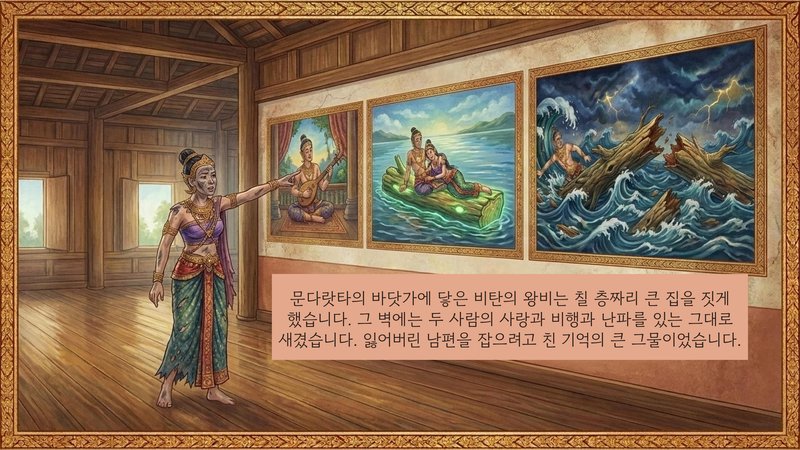 문다랏타의 바닷가에 닿은 비탄의 왕비는 칠 층짜리 큰 집을 짓게
했습니다. 그 벽에는 두 사람의 사랑과 비행과 난파를 있는 그대로
새겼습니다. 잃어버린 남편을 잡으려고 친 기억의 큰 그물이었습니다.